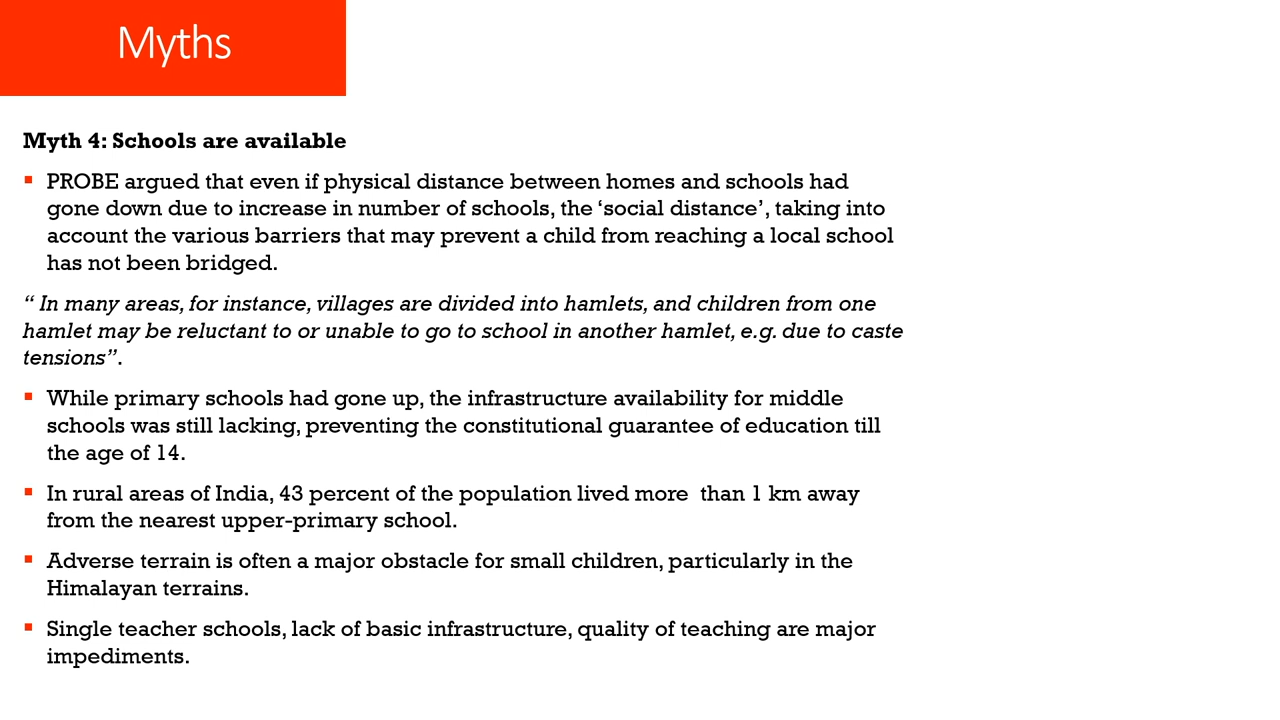 Myths
Myth 4: Schools are available
▪ PROBE argued that even if physical distance between homes and schools had
gone down due to increase in number of schools, the ‘social distance’, taking into
account the various barriers that may prevent a child from reaching a local school
has not been bridged.
“ In many areas, for instance, villages are divided into hamlets, and children from one
hamlet may be reluctant to or unable to go to school in another hamlet, e.g. due to caste
tensions”.
▪ While primary schools had gone up, the infrastructure availability for middle
schools was still lacking, preventing the constitutional guarantee of education till
the age of 14.
▪ In rural areas of India, 43 percent of the population lived more  than 1 km away
from the nearest upper-primary school.
▪ Adverse terrain is often a major obstacle for small children, particularly in the
Himalayan terrains.
▪ Single teacher schools, lack of basic infrastructure, quality of teaching are major
impediments.